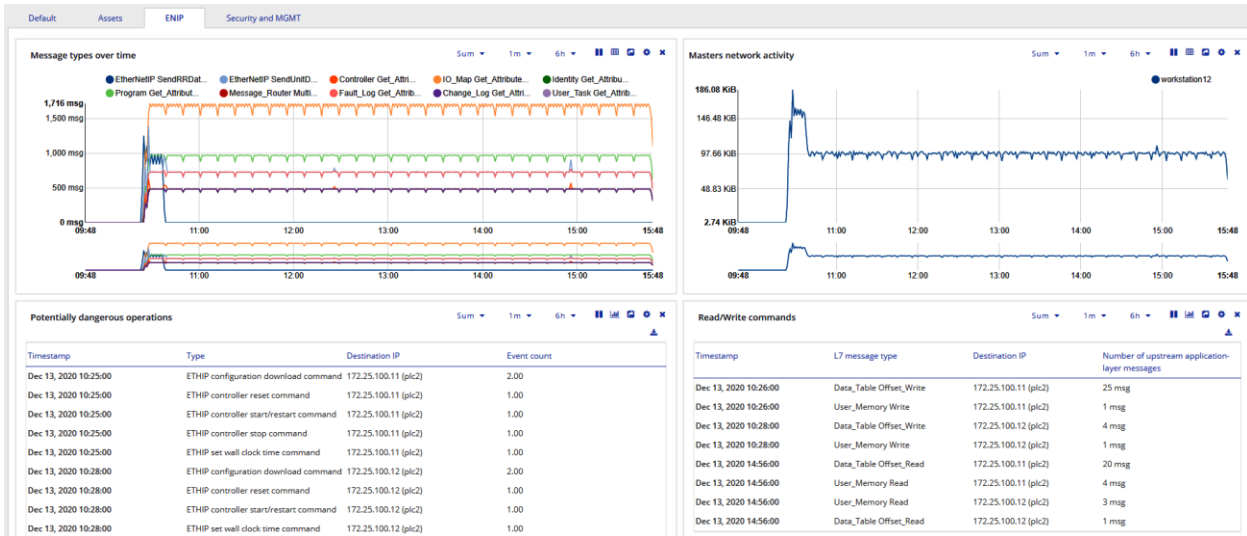 Default Assets ENIP Security and MGMT
Message types over time Sum 1m 6h
EtherNetIP SendRRDat... EtherNetIP SendUnitD... Controller Get_Attri... IO_Map Get_Attribute... Identity Get_Attribu...
Program Get_Attribut... Message_Router Multi... Fault_Log Get_Attrib... Change_Log Get_Attri... User_Task Get_Attrib...
1,716 msg
1,500 msg
1,000 msg
500 msg
0 msg
09:48 11:00 12:00 13:00 14:00 15:00 15:48
09:48 11:00 12:00 13:00 14:00 15:00 15:48
Masters network activity Sum 1m 6h
workstation12
186.08 KiB
146.48 KiB
97.66 KiB
48.83 KiB
2.74 KiB
09:48 11:00 12:00 13:00 14:00 15:00 15:48
09:48 11:00 12:00 13:00 14:00 15:00 15:48
Potentially dangerous operations Sum 1m 6h
Timestamp Type Destination IP Event count
Dec 13, 2020 10:25:00 ETHIP configuration download command 172.25.100.11 (plc2) 2.00
Dec 13, 2020 10:25:00 ETHIP controller reset command 172.25.100.11 (plc2) 1.00
Dec 13, 2020 10:25:00 ETHIP controller start/restart command 172.25.100.11 (plc2) 1.00
Dec 13, 2020 10:25:00 ETHIP controller stop command 172.25.100.11 (plc2) 1.00
Dec 13, 2020 10:25:00 ETHIP set wall clock time command 172.25.100.11 (plc2) 1.00
Dec 13, 2020 10:28:00 ETHIP configuration download command 172.25.100.12 (plc2) 2.00
Dec 13, 2020 10:28:00 ETHIP controller reset command 172.25.100.12 (plc2) 1.00
Dec 13, 2020 10:28:00 ETHIP controller start/restart command 172.25.100.12 (plc2) 1.00
Dec 13, 2020 10:28:00 ETHIP set wall clock time command 172.25.100.12 (plc2) 1.00
Read/Write commands Sum 1m 6h
Timestamp L7 message type Destination IP Number of upstream application-
layer messages
Dec 13, 2020 10:26:00 Data_Table Offset_Write 172.25.100.11 (plc2) 25 msg
Dec 13, 2020 10:26:00 User_Memory Write 172.25.100.11 (plc2) 1 msg
Dec 13, 2020 10:28:00 Data_Table Offset_Write 172.25.100.12 (plc2) 4 msg
Dec 13, 2020 10:28:00 User_Memory Write 172.25.100.12 (plc2) 1 msg
Dec 13, 2020 14:56:00 Data_Table Offset_Read 172.25.100.11 (plc2) 20 msg
Dec 13, 2020 14:56:00 User_Memory Read 172.25.100.11 (plc2) 4 msg
Dec 13, 2020 14:56:00 User_Memory Read 172.25.100.12 (plc2) 3 msg
Dec 13, 2020 14:56:00 Data_Table Offset_Read 172.25.100.12 (plc2) 1 msg